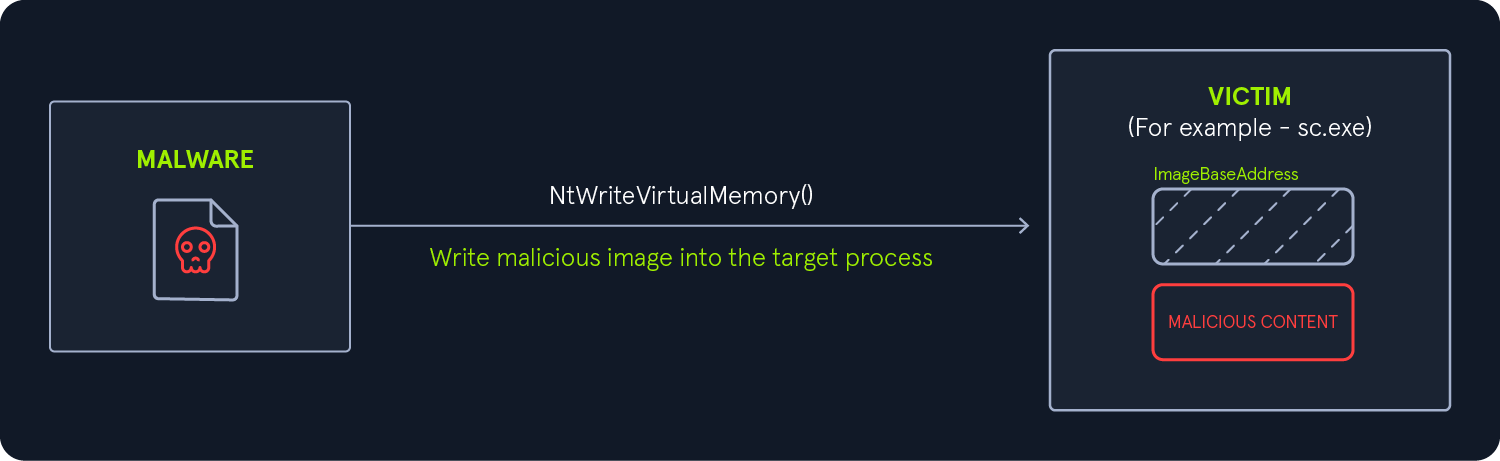 MALWARE
NtWriteVirtualMemory()
Write malicious image into the target process
VICTIM
(For example - sc.exe)
ImageBaseAddress
MALICIOUS CONTENT